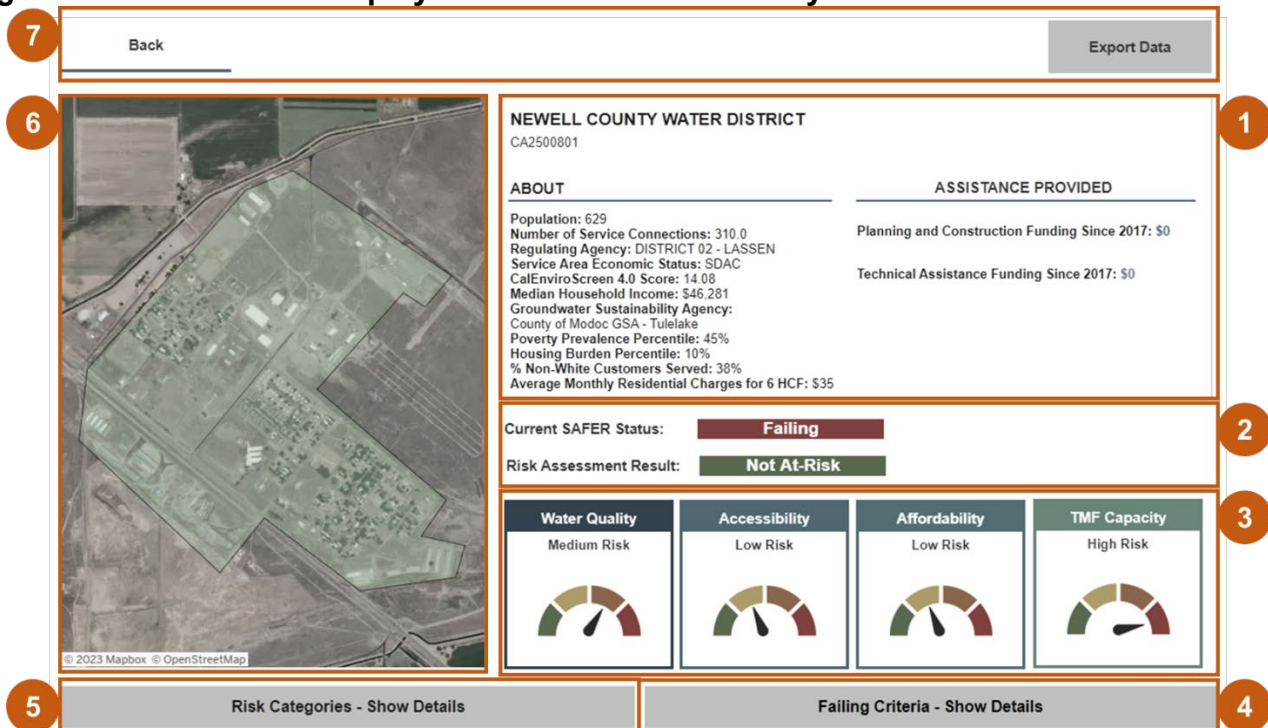 7
Back
Export Data
6
1
NEWELL COUNTY WATER DISTRICT
CA2500801
ABOUT
Population: 629
Number of Service Connections: 310.0
Regulating Agency: DISTRICT 02 - LASSEN
Service Area Economic Status: SDAC
CalEnviroScreen 4.0 Score: 14.08
Median Household Income: $46,281
Groundwater Sustainability Agency:
County of Modoc GSA - Tulelake
Poverty Prevalence Percentile: 45%
Housing Burden Percentile: 10%
% Non-White Customers Served: 38%
Average Monthly Residential Charges for 6 HCF: $35
ASSISTANCE PROVIDED
Planning and Construction Funding Since 2017: $0
Technical Assistance Funding Since 2017: $0
2
Current SAFER Status: Failing
Risk Assessment Result: Not At-Risk
3
Water Quality
Medium Risk
Accessibility
Low Risk
Affordability
Low Risk
TMF Capacity
High Risk
© 2023 Mapbox © OpenStreetMap
5
Risk Categories - Show Details
Failing Criteria - Show Details
4